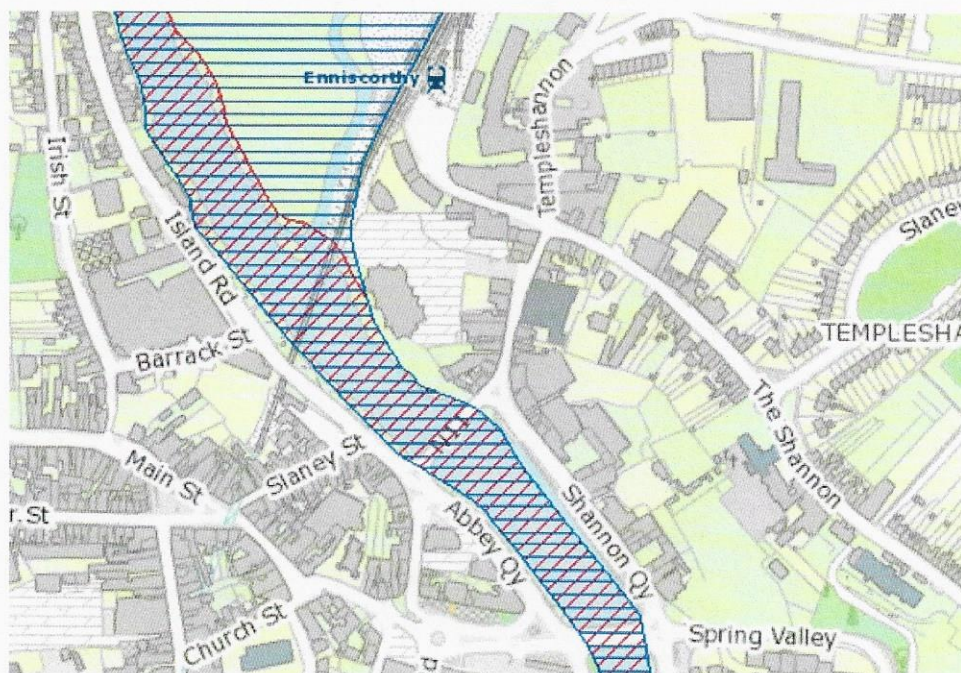 Enniscorthy
Templeshannon
Irish St
Island Rd
Slaney
TEMPLESHA
Barrack St
The Shannon
Main St
Slaney St
r. St
Abbey Qy
Shannon Qy
Church St
Spring Valley